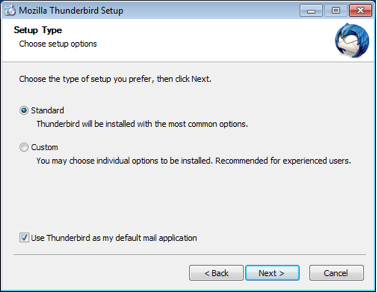 Mozilla Thunderbird Setup
Setup Type
Choose setup options
Choose the type of setup you prefer, then click Next.
Standard
Thunderbird will be installed with the most common options.
Custom
You may choose individual options to be installed. Recommended for experienced users.
Use Thunderbird as my default mail application
< Back Next > Cancel